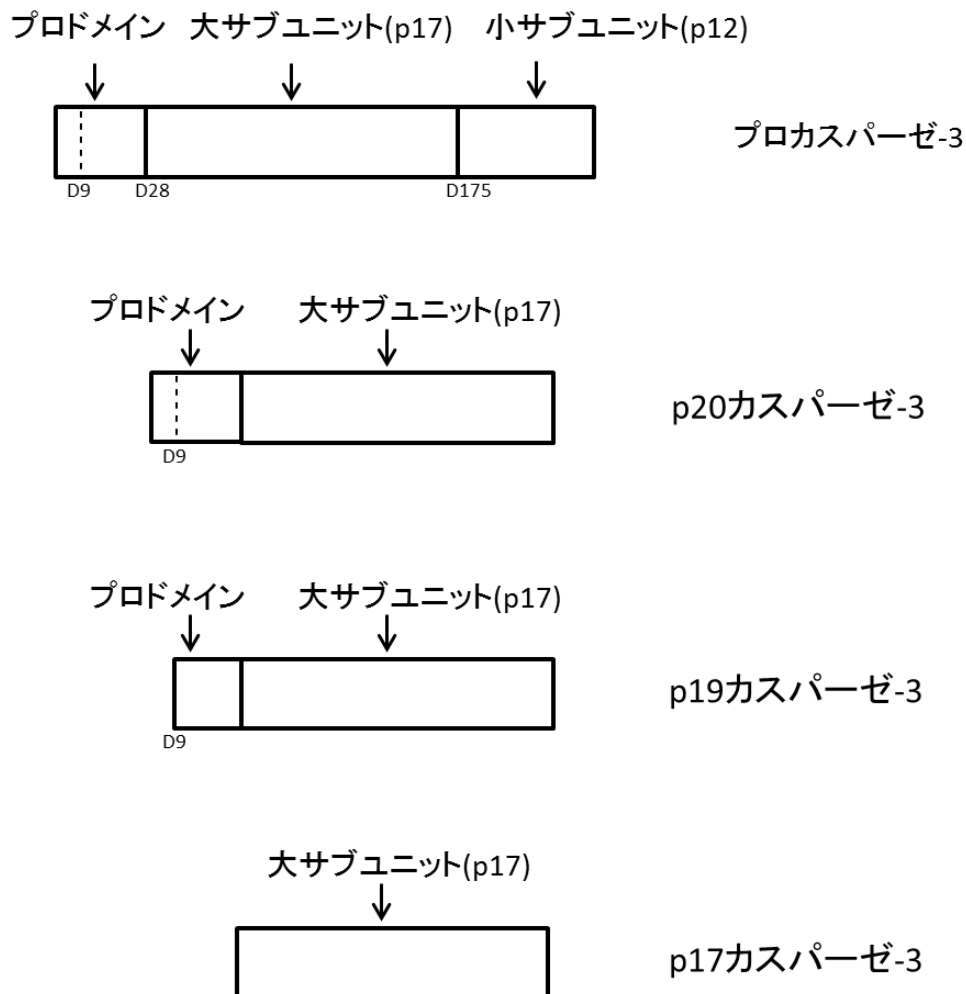 プロドメイン 大サブユニット(p17) 小サブユニット(p12)
プロカスパーゼ-3
D9 D28 D175
プロドメイン 大サブユニット(p17)
p20カスパーゼ-3
D9
プロドメイン 大サブユニット(p17)
p19カスパーゼ-3
D9
大サブユニット(p17)
p17カスパーゼ-3